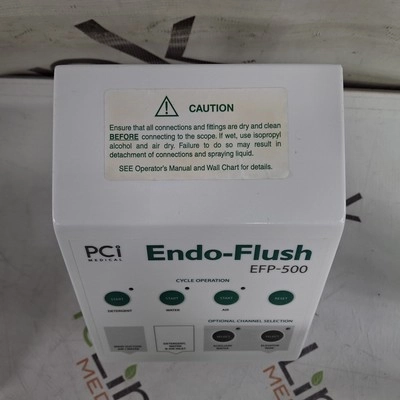 CAUTION
Ensure that all connections and fittings are dry and clean
BEFORE connecting to the scope. If wet, use isopropyl
alcohol and air dry. Failure to do so may result in
detachment of connections and spraying liquid.
SEE Operator's Manual and Wall Chart for details.
PCi Endo-Flush
MEDICAL EFP-500
CYCLE OPERATION
START START START RESET
DETERGENT WATER AIR
OPTIONAL CHANNEL SELECTION